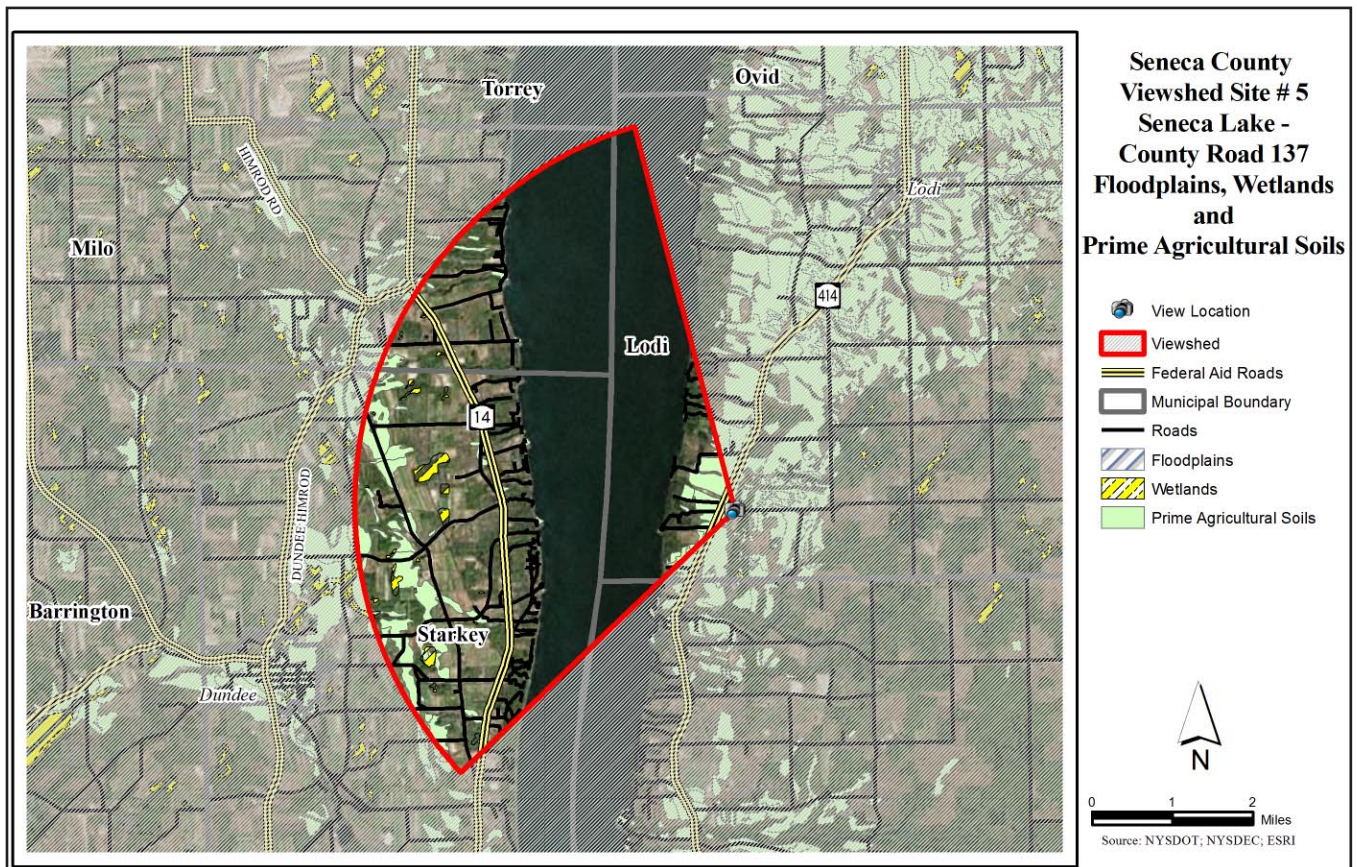 Seneca County
Viewshed Site # 5
Seneca Lake -
County Road 137
Floodplains, Wetlands
and
Prime Agricultural Soils
View Location
Viewshed
Federal Aid Roads
Municipal Boundary
Roads
Floodplains
Wetlands
Prime Agricultural Soils
N
0 1 2
Miles
Source: NYSDOT; NYSDEC; ESRI
Torrey
Ovid
HIMROD RD
Lodi
Milo
414
Lodi
14
DUNDEE HIMROD
Barrington
Starkey
Dundee